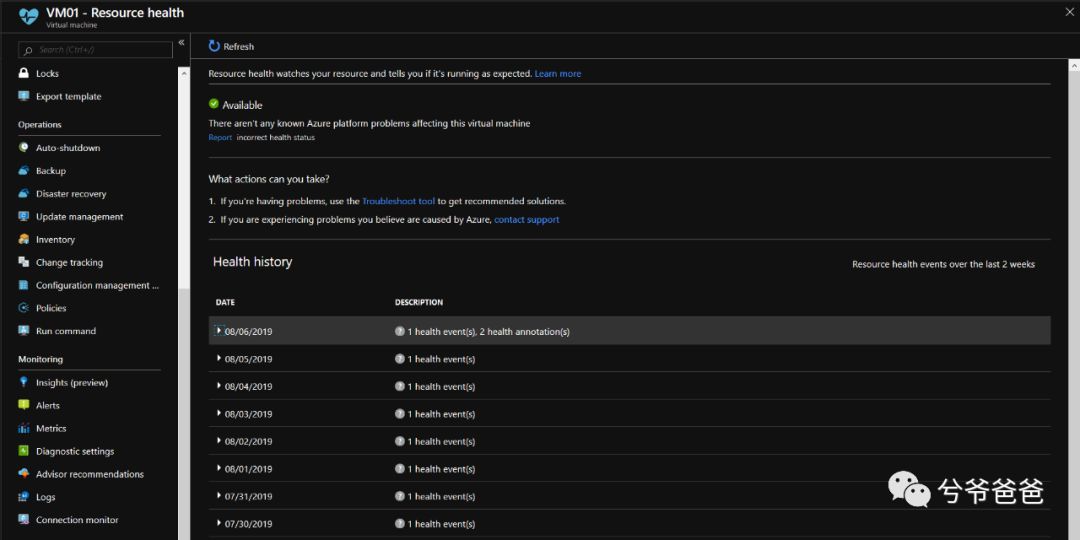 VM01 - Resource health
Virtual machine
Search (Ctrl+/)
Locks
Export template
Operations
Auto-shutdown
Backup
Disaster recovery
Update management
Inventory
Change tracking
Configuration management ...
Policies
Run command
Monitoring
Insights (preview)
Alerts
Metrics
Diagnostic settings
Advisor recommendations
Logs
Connection monitor
Refresh
Resource health watches your resource and tells you if it's running as expected. Learn more
Available
There aren't any known Azure platform problems affecting this virtual machine
Report incorrect health status
What actions can you take?
1. If you're having problems, use the Troubleshoot tool to get recommended solutions.
2. If you are experiencing problems you believe are caused by Azure, contact support
Health history
Resource health events over the last 2 weeks
DATE DESCRIPTION
08/06/2019 1 health event(s), 2 health annotation(s)
08/05/2019 1 health event(s)
08/04/2019 1 health event(s)
08/03/2019 1 health event(s)
08/02/2019 1 health event(s)
08/01/2019 1 health event(s)
07/31/2019 1 health event(s)
07/30/2019 1 health event(s)
兮爷爸爸